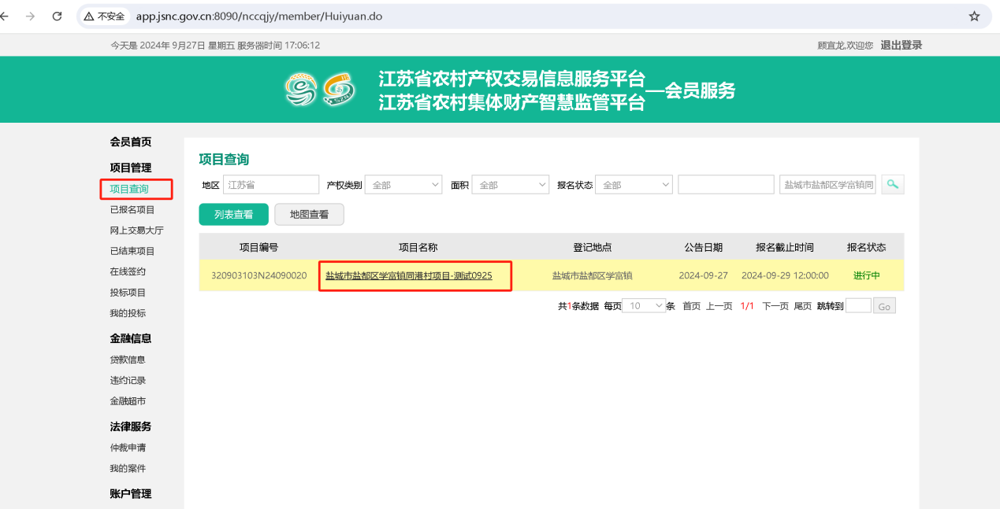 不安全 app.jsnc.gov.cn:8090/nccqjy/member/Huiyuan.do
今天是 2024年 9月27日 星期五 服务器时间 17:06:12 顾宜龙,欢迎您 退出登录
江苏省农村产权交易信息服务平台
江苏省农村集体财产智慧监管平台
—会员服务
会员首页
项目管理
项目查询
已报名项目
网上交易大厅
已结束项目
在线签约
投标项目
我的投标
金融信息
贷款信息
违约记录
金融超市
法律服务
仲裁申请
我的案件
账户管理
项目查询
地区 江苏省 产权类别 全部 面积 全部 报名状态 全部 盐城市盐都区学富镇同
列表查看 地图查看
项目编号 项目名称 登记地点 公告日期 报名截止时间 报名状态
320903103N24090020 盐城市盐都区学富镇同港村项目-测试0925 盐城市盐都区学富镇 2024-09-27 2024-09-29 12:00:00 进行中
共1条数据 每页 10 条 首页 上一页 1/1 下一页 尾页 跳转到 Go